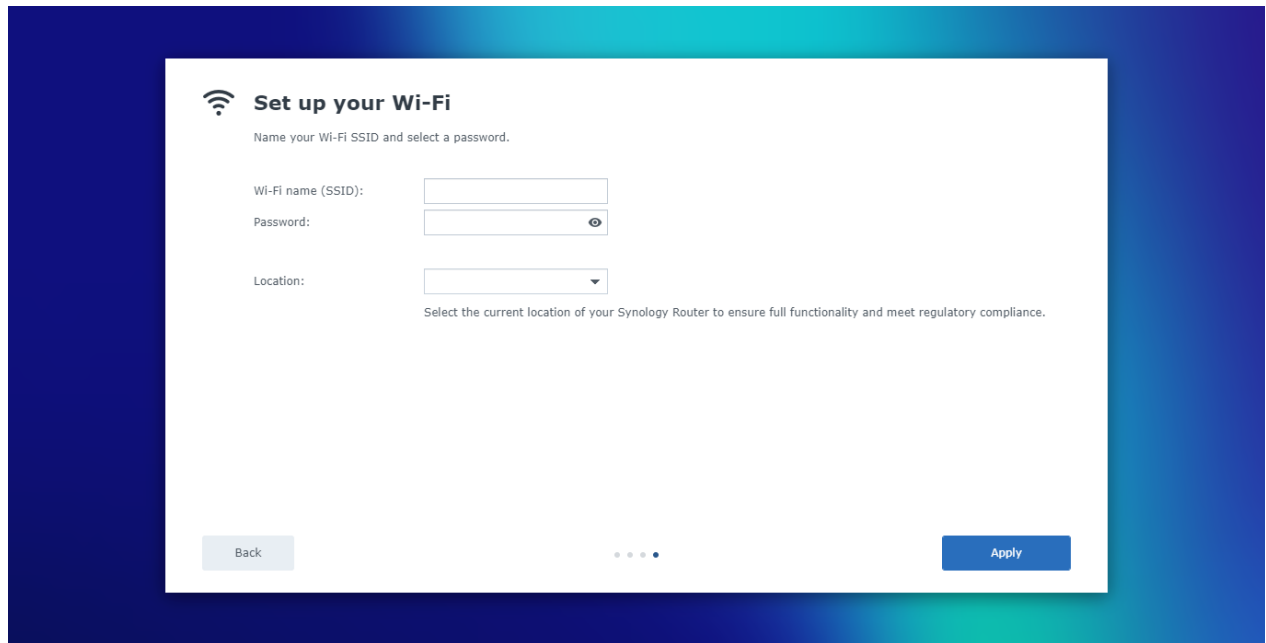 Set up your Wi-Fi
Name your Wi-Fi SSID and select a password.
Wi-Fi name (SSID):
Password:
Location:
Select the current location of your Synology Router to ensure full functionality and meet regulatory compliance.
Back
Apply